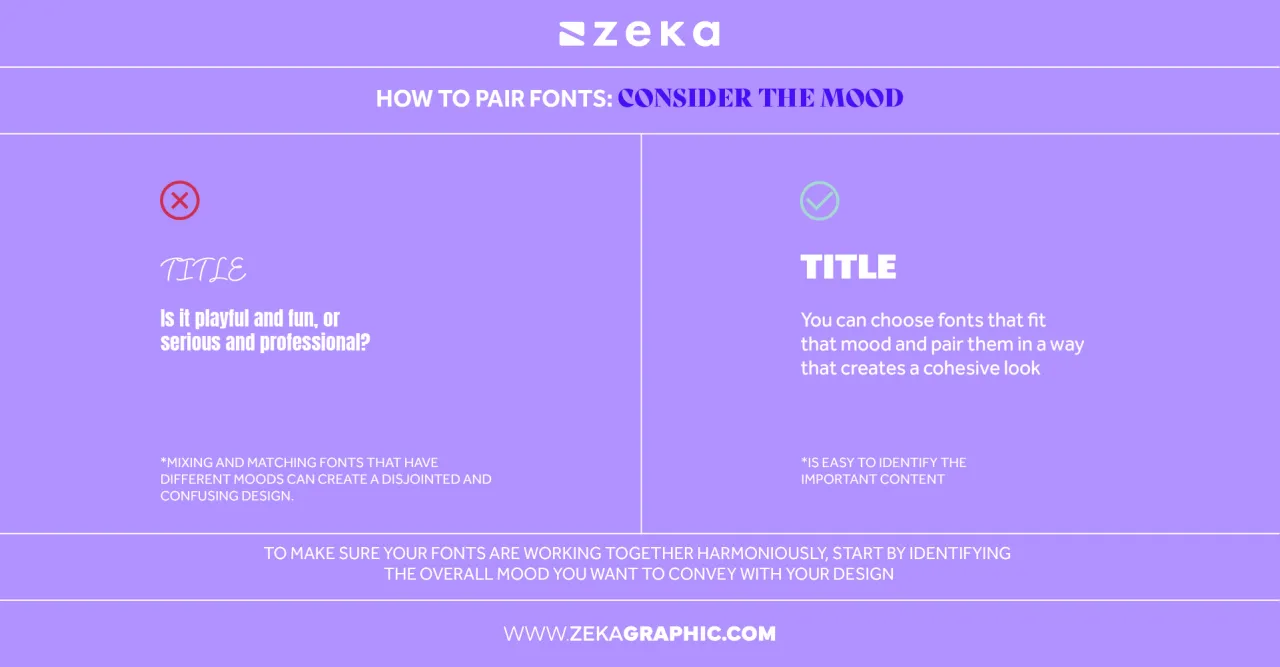 zeka
HOW TO PAIR FONTS: CONSIDER THE MOOD
TITLE
Is it playful and fun, or
serious and professional?
*MIXING AND MATCHING FONTS THAT HAVE
DIFFERENT MOODS CAN CREATE A DISJOINTED AND
CONFUSING DESIGN.
TITLE
You can choose fonts that fit
that mood and pair them in a way
that creates a cohesive look
*IS EASY TO IDENTIFY THE
IMPORTANT CONTENT
TO MAKE SURE YOUR FONTS ARE WORKING TOGETHER HARMONIOUSLY, START BY IDENTIFYING
THE OVERALL MOOD YOU WANT TO CONVEY WITH YOUR DESIGN
WWW.ZEKAGRAPHIC.COM